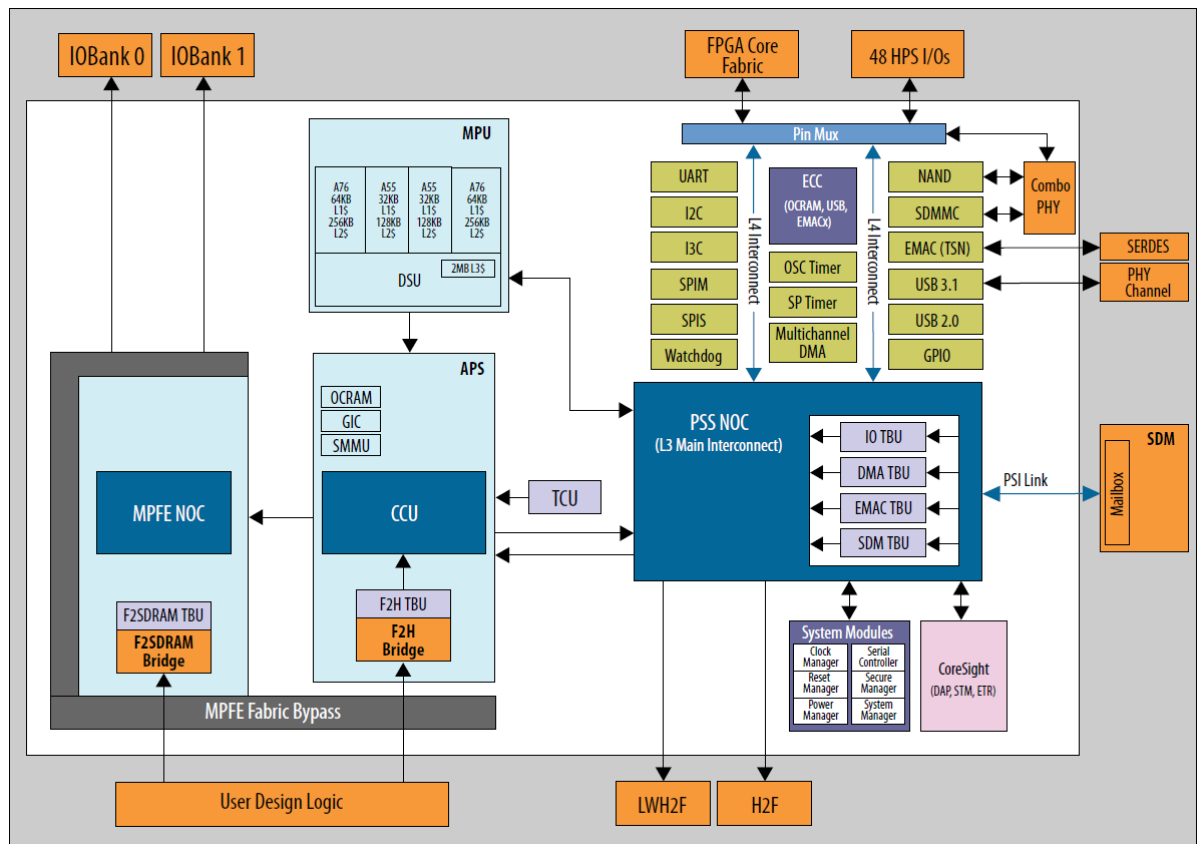 IOBank 0
IOBank 1
FPGA Core
Fabric
48 HPS I/Os
Pin Mux
MPU
A76
64KB
L1$
256KB
L2$
A55
32KB
L1$
128KB
L2$
A55
32KB
L1$
128KB
L2$
A76
64KB
L1$
256KB
L2$
2MB L3$
DSU
UART
I2C
I3C
SPIM
SPIS
Watchdog
L4 Interconnect
ECC
(OCRAM, USB,
EMACx)
OSC Timer
SP Timer
Multichannel
DMA
L4 Interconnect
NAND
SDMMC
EMAC (TSN)
USB 3.1
USB 2.0
GPIO
Combo
PHY
SERDES
PHY
Channel
APS
OCRAM
GIC
SMMU
MPFE NOC
CCU
TCU
F2SDRAM TBU
F2SDRAM
Bridge
F2H TBU
F2H
Bridge
MPFE Fabric Bypass
PSS NOC
(L3 Main Interconnect)
IO TBU
DMA TBU
EMAC TBU
SDM TBU
PSI Link
SDM
Mailbox
System Modules
Clock
Manager
Serial
Controller
Reset
Manager
Secure
Manager
Power
Manager
System
Manager
CoreSight
(DAP, STM, ETR)
User Design Logic
LWH2F
H2F